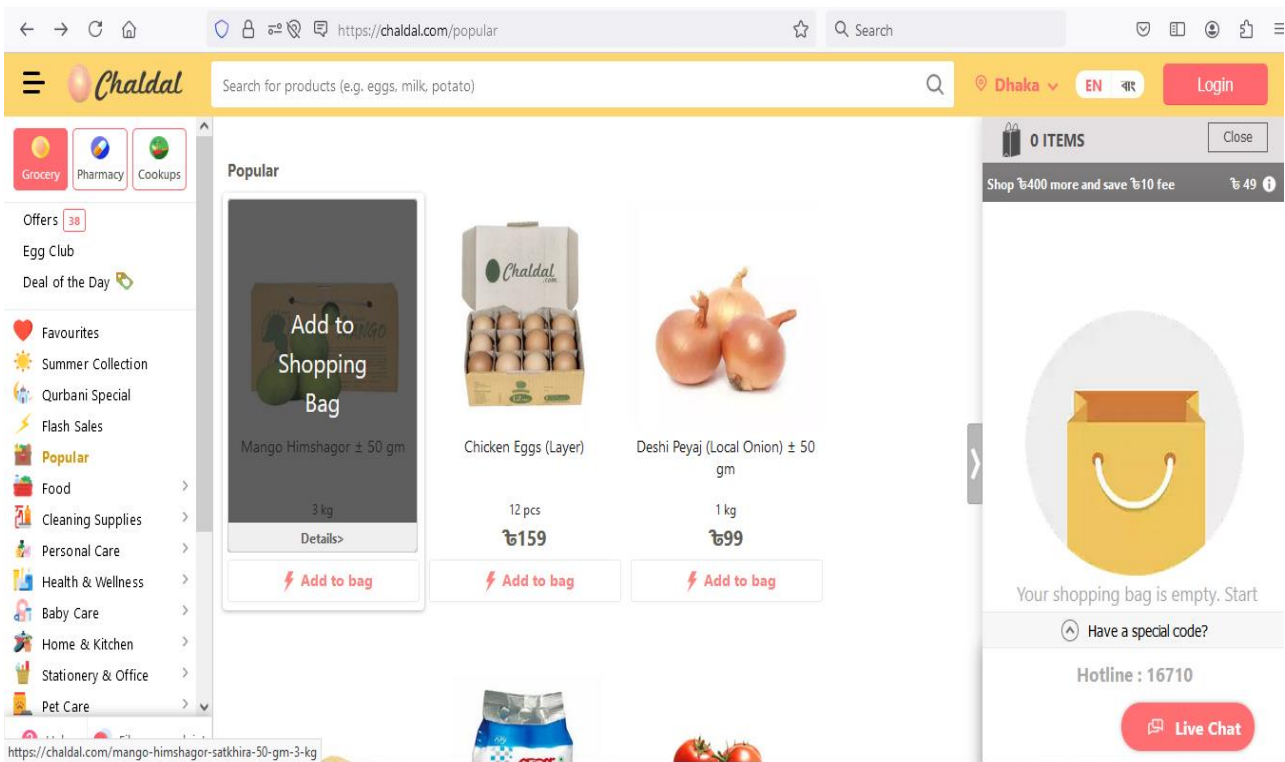 https://chaldal.com/popular
Search
Chaldal
Search for products (e.g. eggs, milk, potato)
Dhaka
EN
বাং
Login
Grocery
Pharmacy
Cookups
Offers 38
Egg Club
Deal of the Day
Favourites
Summer Collection
Qurbani Special
Flash Sales
Popular
Food
Cleaning Supplies
Personal Care
Health & Wellness
Baby Care
Home & Kitchen
Stationery & Office
Pet Care
https://chaldal.com/mango-himshagor-satkhira-50-gm-3-kg
Popular
MANGO
Add to
Shopping
Bag
Mango Himshagor ± 50 gm
3 kg
Details>
Add to bag
Chaldal
.com
Chicken Eggs (Layer)
12 pcs
৳159
Add to bag
Deshi Peyaj (Local Onion) ± 50
gm
1 kg
৳99
Add to bag
0 ITEMS
Close
Shop ৳400 more and save ৳10 fee
৳ 49
Your shopping bag is empty. Start
Have a special code?
Hotline : 16710
Live Chat